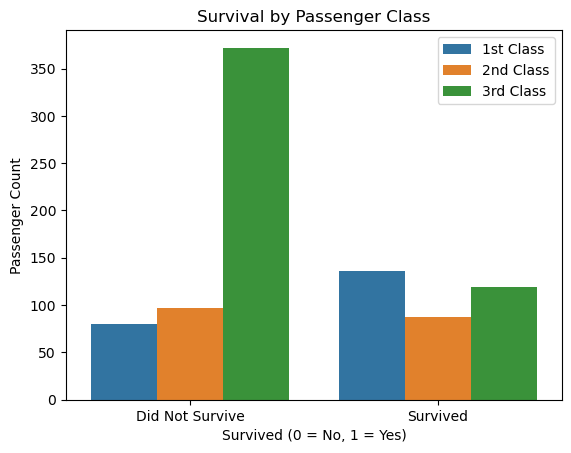 Survival by Passenger Class
1st Class
2nd Class
3rd Class
Passenger Count
350
300
250
200
150
100
50
0
Did Not Survive
Survived
Survived (0 = No, 1 = Yes)